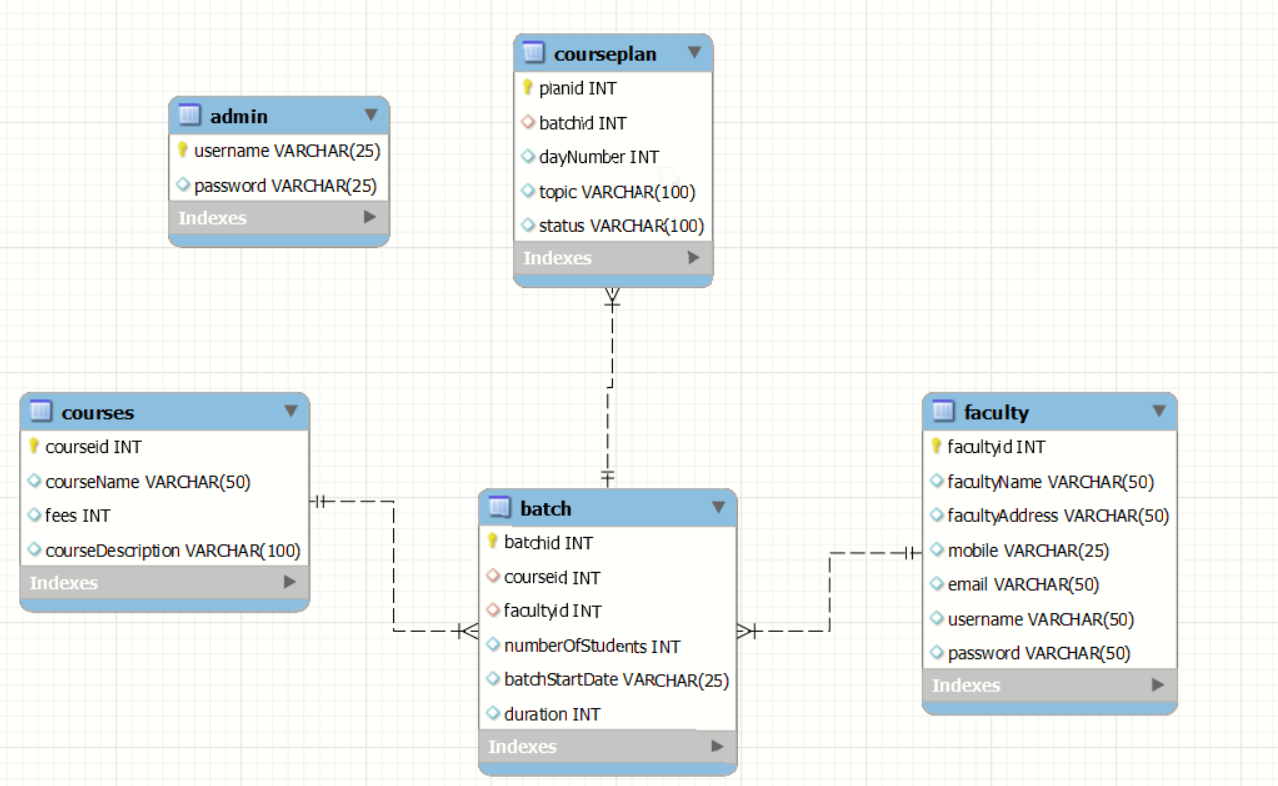 courseplan
planid INT
batchid INT
dayNumber INT
topic VARCHAR(100)
status VARCHAR(100)
Indexes
admin
username VARCHAR(25)
password VARCHAR(25)
Indexes
courses
courseid INT
courseName VARCHAR(50)
fees INT
courseDescription VARCHAR(100)
Indexes
batch
batchid INT
courseid INT
facultyid INT
numberOfStudents INT
batchStartDate VARCHAR(25)
duration INT
Indexes
faculty
facultyid INT
facultyName VARCHAR(50)
facultyAddress VARCHAR(50)
mobile VARCHAR(25)
email VARCHAR(50)
username VARCHAR(50)
password VARCHAR(50)
Indexes